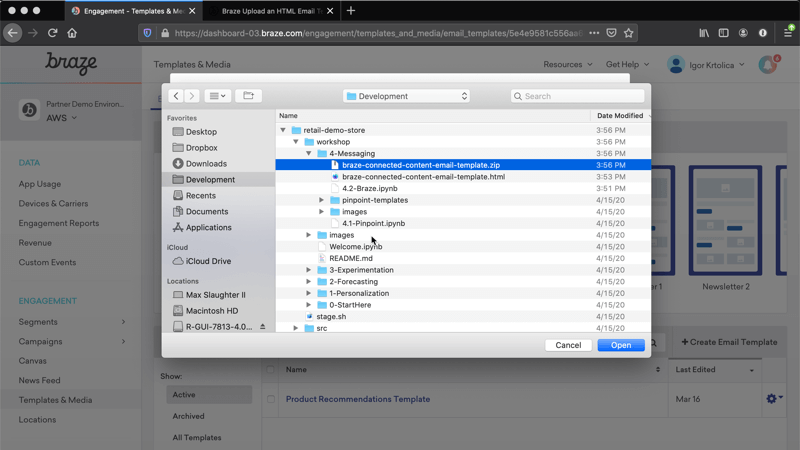 Engagement - Templates & Me
Braze Upload an HTML Email T
https://dashboard-03.braze.com/engagement/templates_and_media/email_templates/5e4e9581c556aa
braze
Templates & Media
Resources
Get Help
Igor Krtolica
Partner Demo Environ...
AWS
DATA
App Usage
Devices & Carriers
Engagement Reports
Revenue
Custom Events
ENGAGEMENT
Segments
Campaigns
Canvas
News Feed
Templates & Media
Locations
Development
Search
Favorites
Desktop
Dropbox
Downloads
Development
Recents
Documents
Applications
iCloud
iCloud Drive
Locations
Max Slaughter II
Macintosh HD
R-GUI-7813-4.0...
Name
Date Modified
retail-demo-store
3:56 PM
workshop
3:56 PM
4-Messaging
3:56 PM
braze-connected-content-email-template.zip
3:56 PM
braze-connected-content-email-template.html
3:53 PM
4.2-Braze.ipynb
3:51 PM
pinpoint-templates
4/15/20
images
4/15/20
4.1-Pinpoint.ipynb
4/15/20
images
4/15/20
Welcome.ipynb
4/15/20
README.md
4/15/20
3-Experimentation
4/15/20
2-Forecasting
4/15/20
1-Personalization
4/15/20
0-StartHere
4/15/20
stage.sh
4/15/20
src
4/15/20
Cancel
Open
Newsletter 2
Create Email Template
Show:
Active
Archived
All Templates
Name
Last Edited
Product Recommendations Template
Mar 16